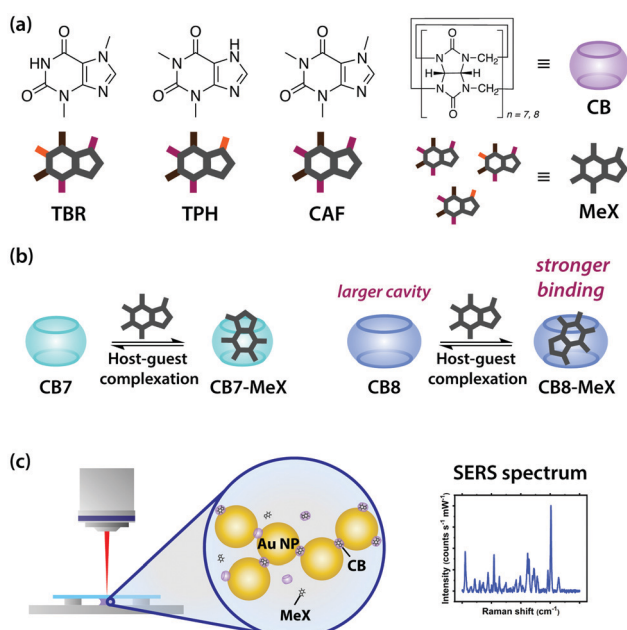 (a)
O
N
HN
O
N
N
O
H
N
N
O
N
N
O
N
N
O
N
N
O
N
N
CH2
H
H
N
N
CH2
O
n = 7, 8
≡
CB
TBR
TPH
CAF
≡
MeX
(b)
larger cavity
stronger
binding
CB7
Host-guest
complexation
CB7-MeX
CB8
Host-guest
complexation
CB8-MeX
(c)
Au NP
CB
MeX
SERS spectrum
Intensity (counts s⁻¹ mW⁻¹)
Raman shift (cm⁻¹)